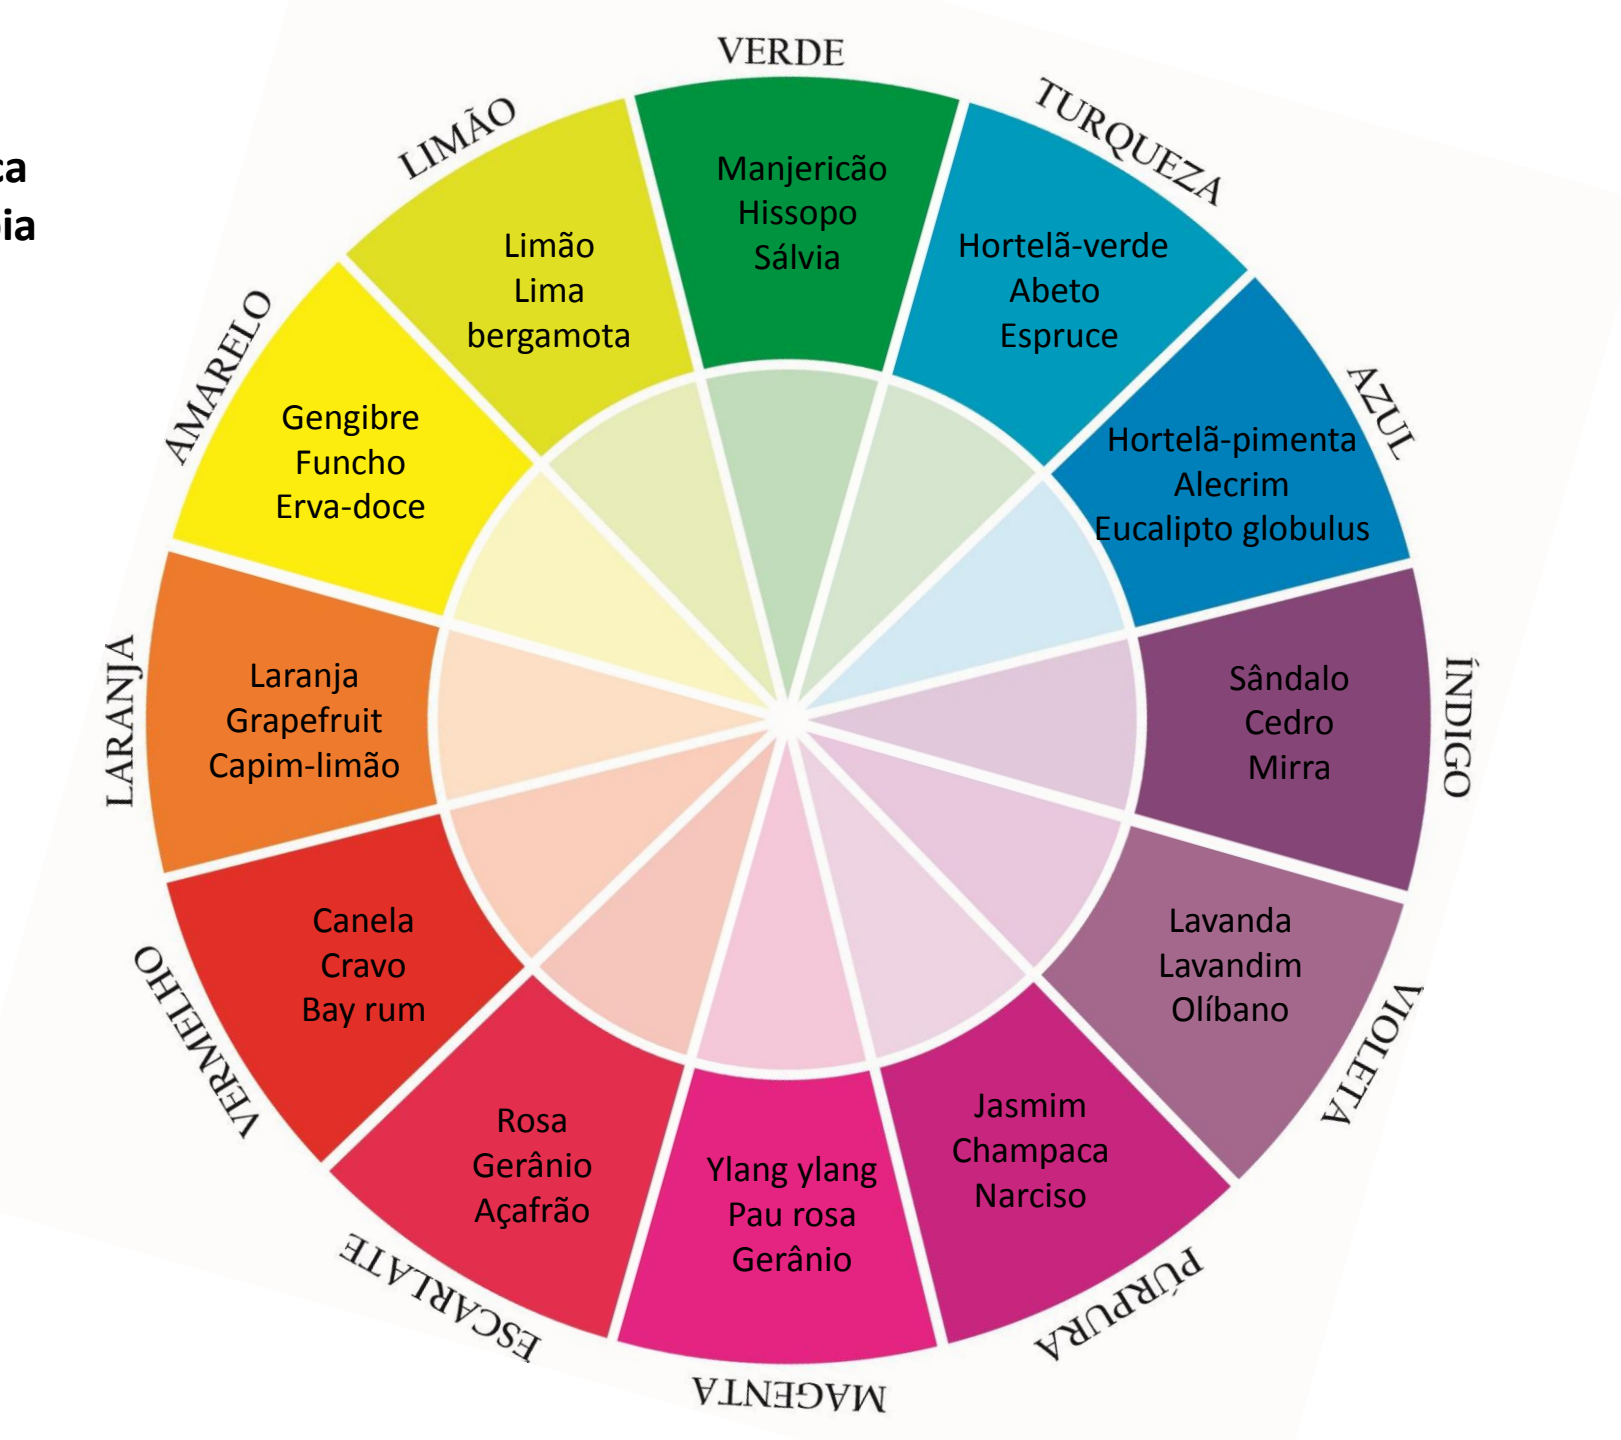 VERDE
Manjericão
Hissopo
Sálvia
TURQUEZA
Hortelã-verde
Abeto
Espruce
AZUL
Hortelã-pimenta
Alecrim
Eucalipto globulus
ÍNDIGO
Sândalo
Cedro
Mirra
VIOLETA
Lavanda
Lavandim
Olíbano
PÚRPURA
Jasmim
Champaca
Narciso
MAGENTA
Ylang ylang
Pau rosa
Gerânio
ESCARLATE
Rosa
Gerânio
Açafrão
VERMELHO
Canela
Cravo
Bay rum
LARANJA
Laranja
Grapefruit
Capim-limão
AMARELO
Gengibre
Funcho
Erva-doce
LIMÃO
Limão
Lima
bergamota